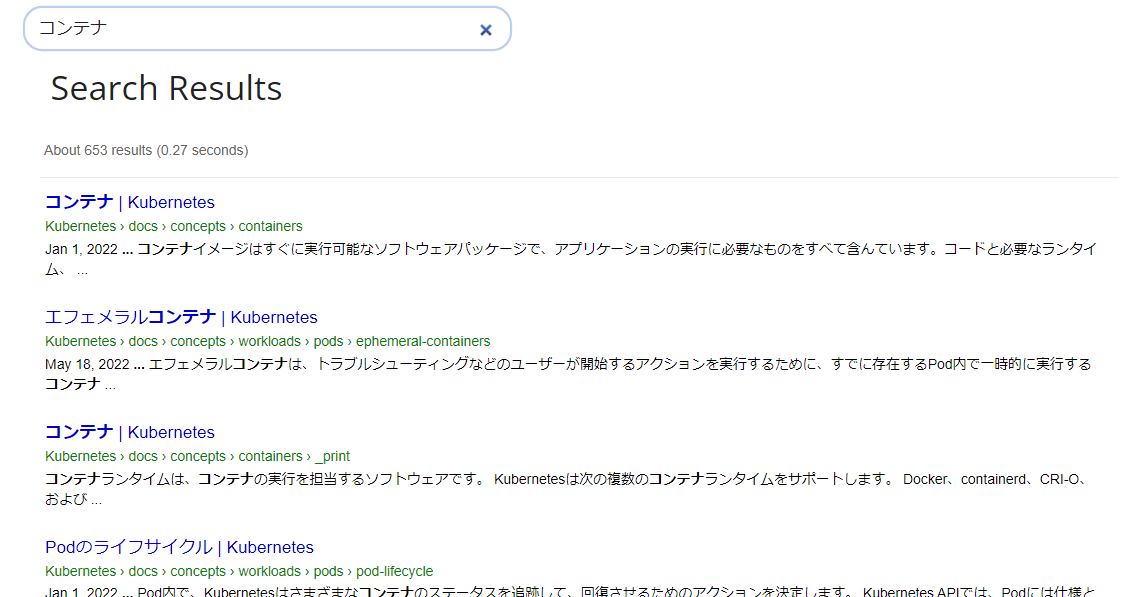 コンテナ
Search Results
About 653 results (0.27 seconds)
コンテナ | Kubernetes
Kubernetes › docs › concepts › containers
Jan 1, 2022 ... コンテナイメージはすぐに実行可能なソフトウェアパッケージで、アプリケーションの実行に必要なものをすべて含んています。コードと必要なランタイ
ム、 ...
エフェメラルコンテナ | Kubernetes
Kubernetes › docs › concepts › workloads › pods › ephemeral-containers
May 18, 2022 ... エフェメラルコンテナは、トラブルシューティングなどのユーザーが開始するアクションを実行するために、すでに存在するPod内で一時的に実行する
コンテナ ...
コンテナ | Kubernetes
Kubernetes › docs › concepts › containers › _print
コンテナランタイムは、コンテナの実行を担当するソフトウェアです。 Kubernetesは次の複数のコンテナランタイムをサポートします。 Docker、containerd、CRI-O、
および ...
Podのライフサイクル | Kubernetes
Kubernetes › docs › concepts › workloads › pods › pod-lifecycle
Jan 1, 2022 ... Pod内で、Kubernetesはさまざまなコンテナのステータスを追跡して、回復させるためのアクションを決定します。 Kubernetes APIでは、Podには仕様と